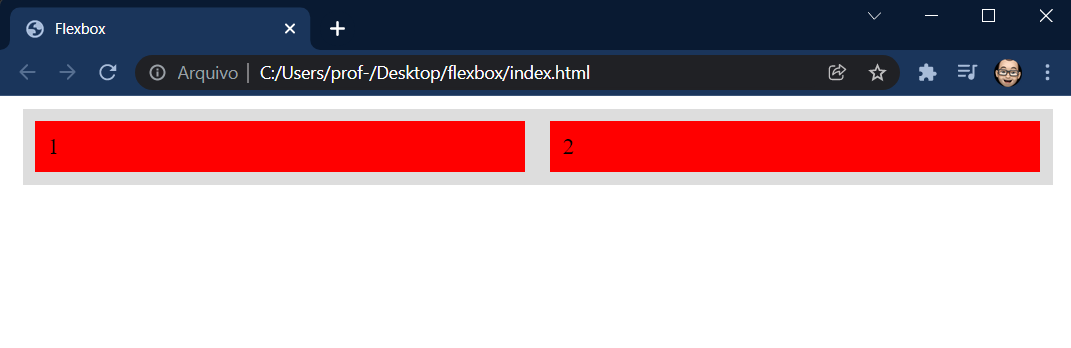 Flexbox
Arquivo | C:/Users/prof-/Desktop/flexbox/index.html
1 2